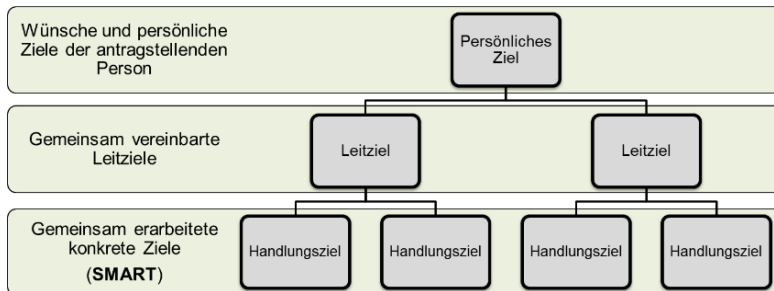 Wünsche und persönliche
Ziele der antragstellenden
Person
Persönliches
Ziel
Gemeinsam vereinbarte
Leitziele
Leitziel
Leitziel
Gemeinsam erarbeitete
konkrete Ziele
(SMART)
Handlungsziel
Handlungsziel
Handlungsziel
Handlungsziel